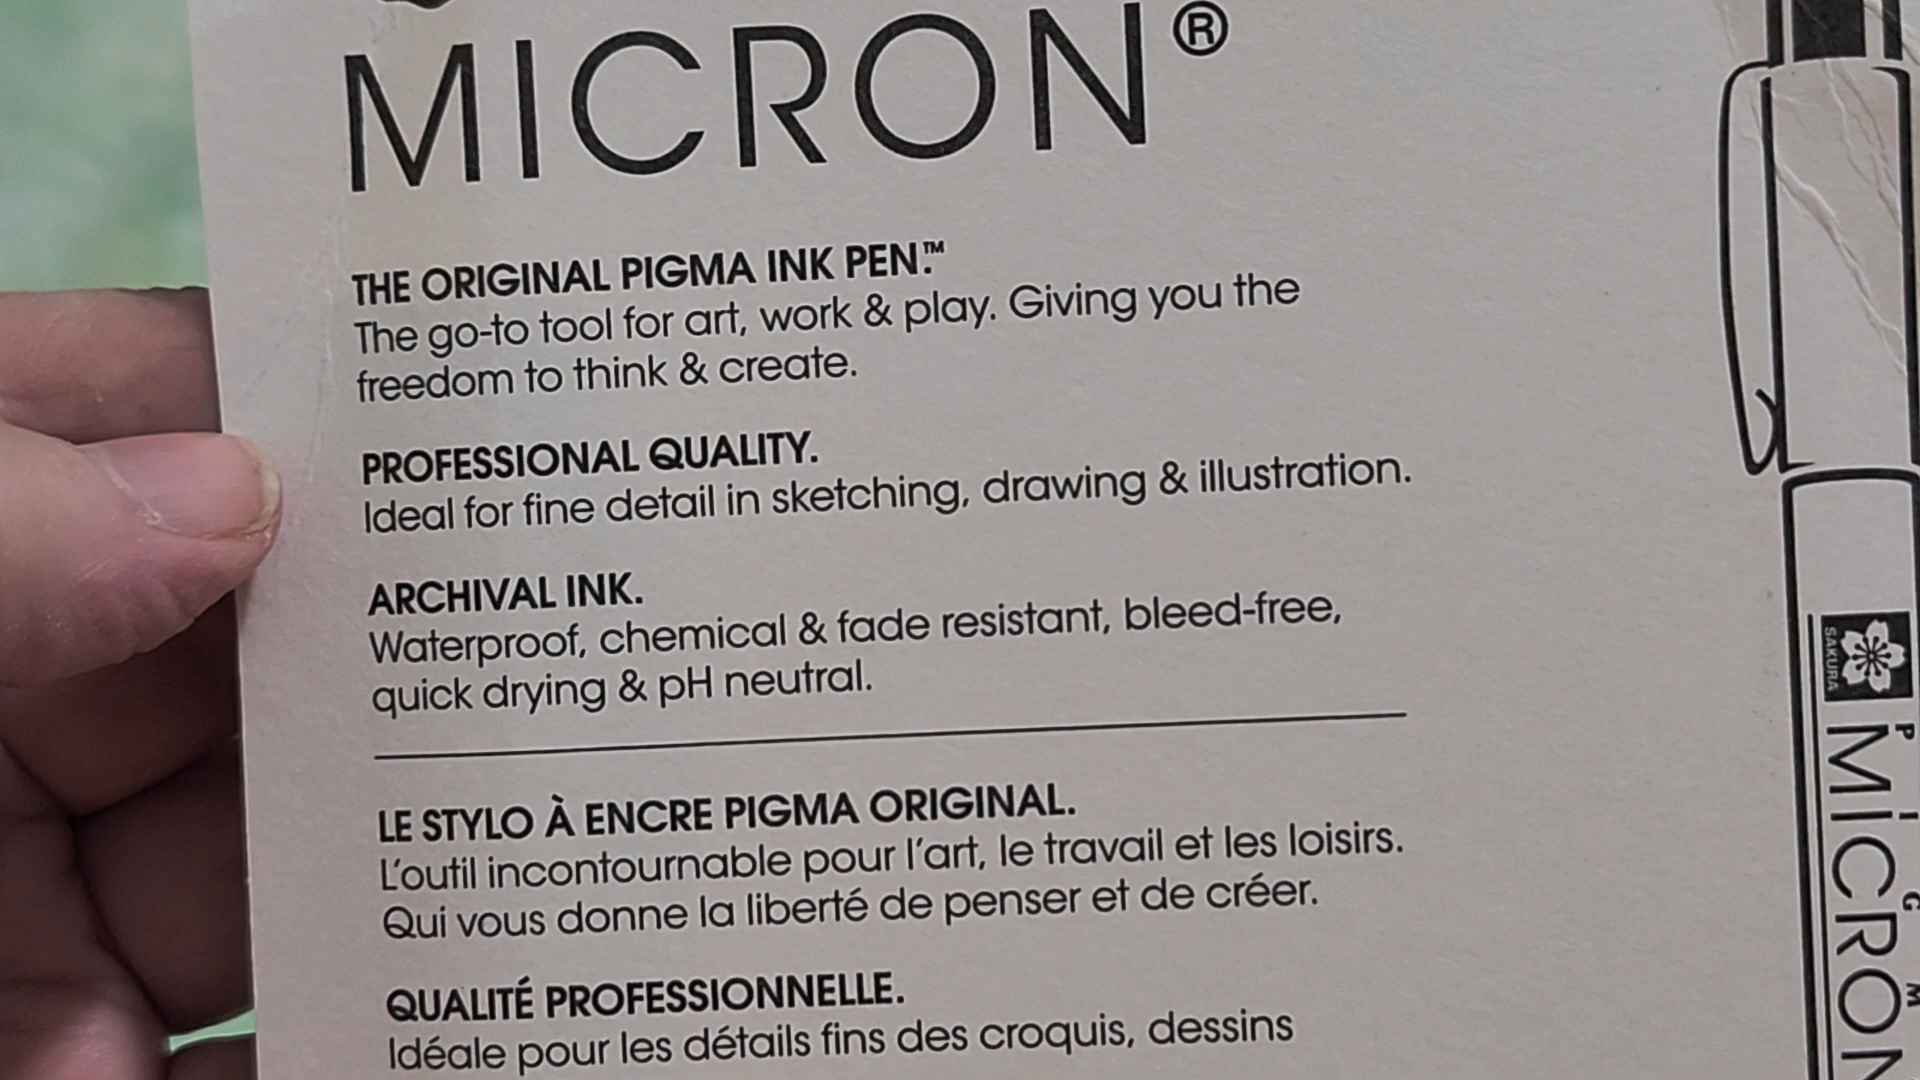 MICRON®
THE ORIGINAL PIGMA INK PEN.™
The go-to tool for art, work & play. Giving you the
freedom to think & create.
PROFESSIONAL QUALITY.
Ideal for fine detail in sketching, drawing & illustration.
ARCHIVAL INK.
Waterproof, chemical & fade resistant, bleed-free,
quick drying & pH neutral.
LE STYLO À ENCRE PIGMA ORIGINAL.
L'outil incontournable pour l'art, le travail et les loisirs.
Qui vous donne la liberté de penser et de créer.
QUALITÉ PROFESSIONNELLE.
Idéale pour les détails fins des croquis, dessins
SAKURA
PIGM
MICRON